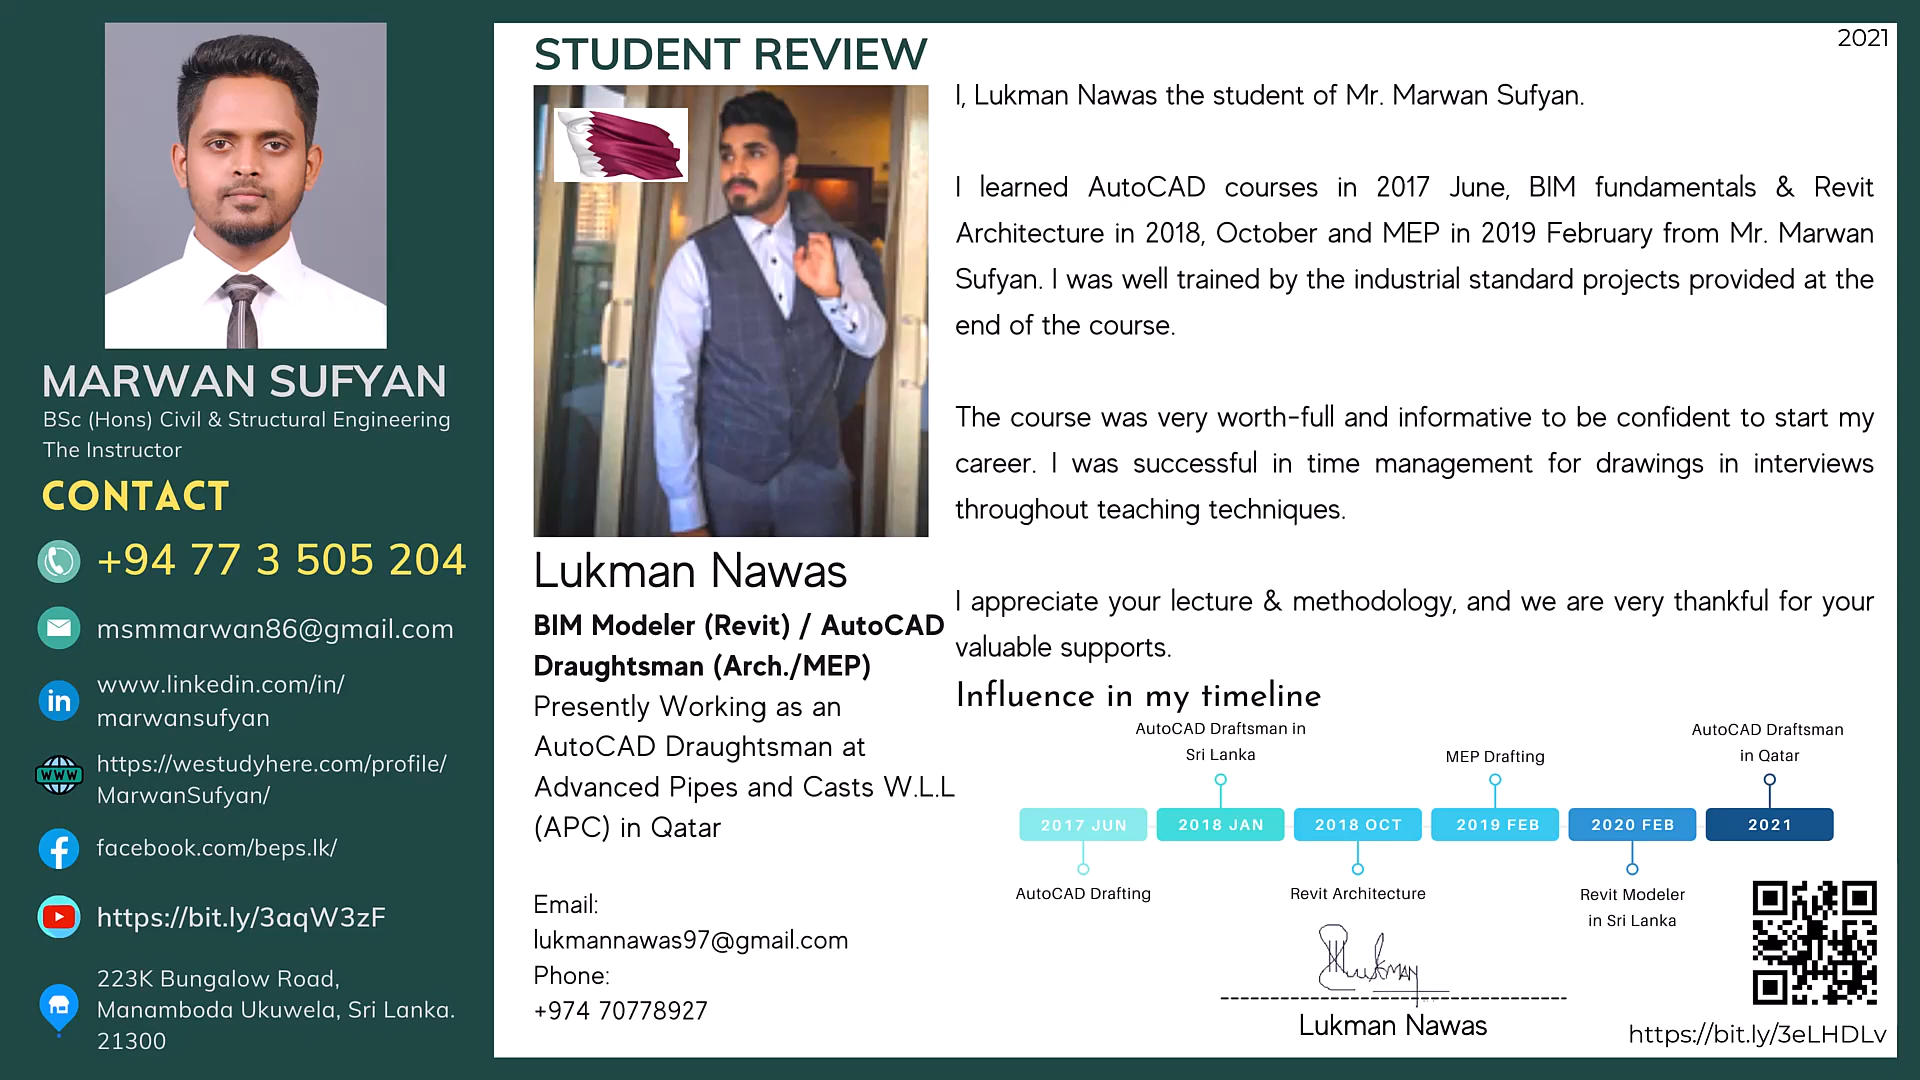 MARWAN SUFYAN
BSc (Hons) Civil & Structural Engineering
The Instructor
CONTACT
+94 77 3 505 204
msmmarwan86@gmail.com
www.linkedin.com/in/
marwansufyan
WWW
https://westudyhere.com/profile/
MarwanSufyan/
facebook.com/beps.lk/
https://bit.ly/3aqW3zF
223K Bungalow Road,
Manamboda Ukuwela, Sri Lanka.
21300
STUDENT REVIEW
Lukman Nawas
BIM Modeler (Revit) / AutoCAD
Draughtsman (Arch./MEP)
Presently Working as an
AutoCAD Draughtsman at
Advanced Pipes and Casts W.L.L
(APC) in Qatar
Email:
lukmannawas97@gmail.com
Phone:
+974 70778927
2021
I, Lukman Nawas the student of Mr. Marwan Sufyan.
I learned AutoCAD courses in 2017 June, BIM fundamentals & Revit
Architecture in 2018, October and MEP in 2019 February from Mr. Marwan
Sufyan. I was well trained by the industrial standard projects provided at the
end of the course.
The course was very worth-full and informative to be confident to start my
career. I was successful in time management for drawings in interviews
throughout teaching techniques.
I appreciate your lecture & methodology, and we are very thankful for your
valuable supports.
Influence in my timeline
AutoCAD Draftsman in
Sri Lanka
MEP Drafting
AutoCAD Draftsman
in Qatar
2017 JUN
2018 JAN
2018 OCT
2019 FEB
2020 FEB
2021
AutoCAD Drafting
Revit Architecture
Revit Modeler
in Sri Lanka
Lukman Nawas
https://bit.ly/3eLHDLv